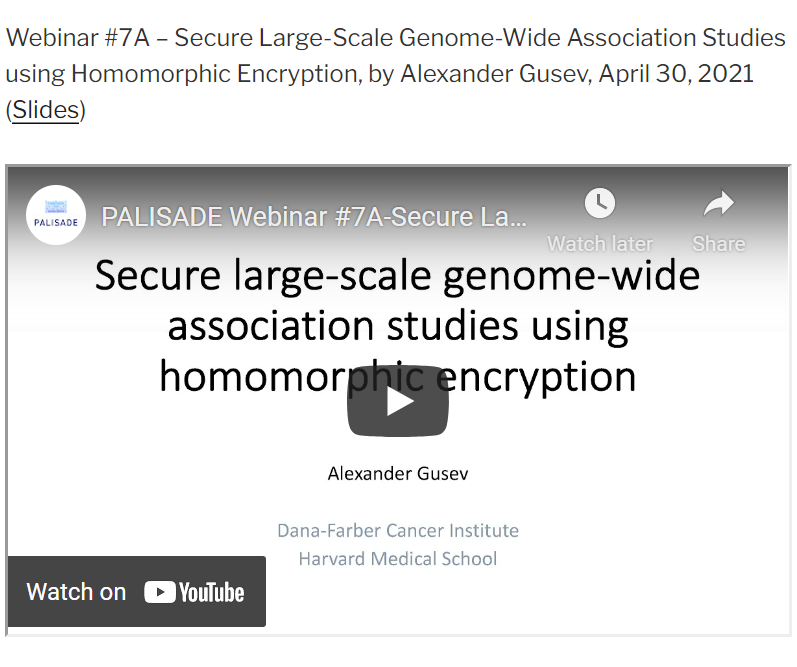 Webinar #7A – Secure Large-Scale Genome-Wide Association Studies
using Homomorphic Encryption, by Alexander Gusev, April 30, 2021
(Slides)
PALISADE
PALISADE Webinar #7A-Secure La...
Watch later
Share
Secure large-scale genome-wide
association studies using
homomorphic encryption
Alexander Gusev
Dana-Farber Cancer Institute
Harvard Medical School
Watch on YouTube